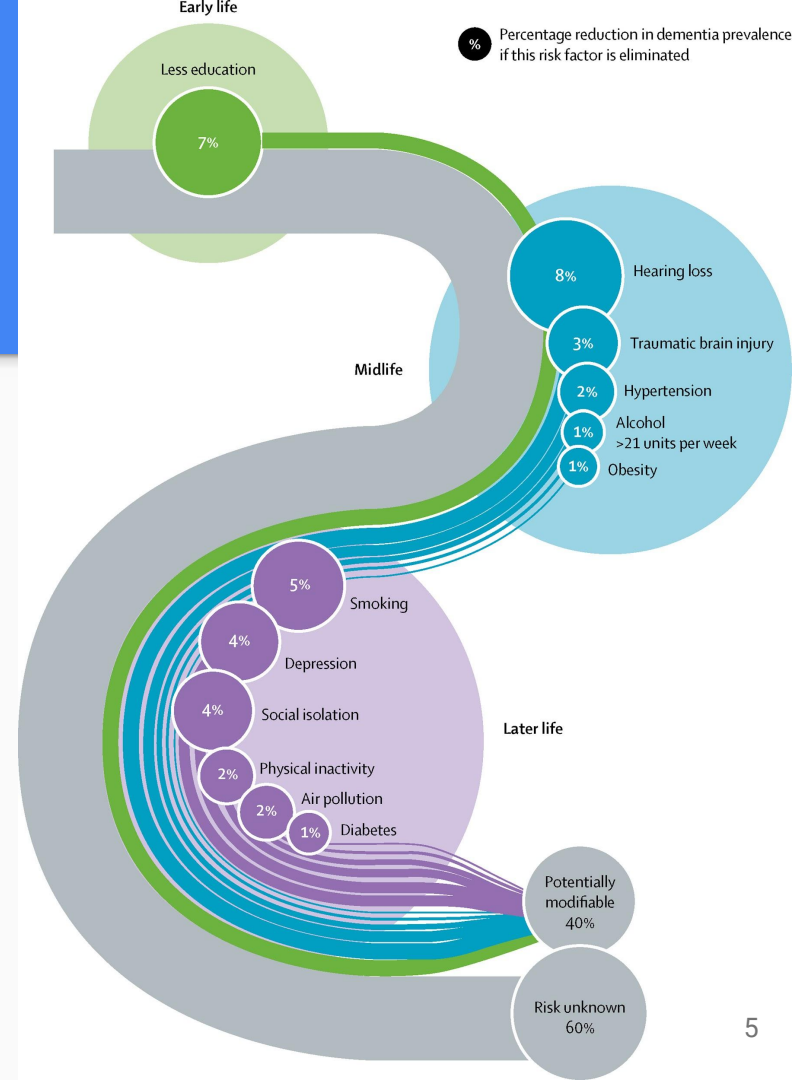 Early life
%
Percentage reduction in dementia prevalence
if this risk factor is eliminated
Less education
7%
8%
Hearing loss
3%
Traumatic brain injury
Midlife
2%
Hypertension
1%
Alcohol
>21 units per week
1%
Obesity
5%
Smoking
4%
Depression
4%
Social isolation
Later life
2%
Physical inactivity
2%
Air pollution
1%
Diabetes
Potentially
modifiable
40%
Risk unknown
60%
5